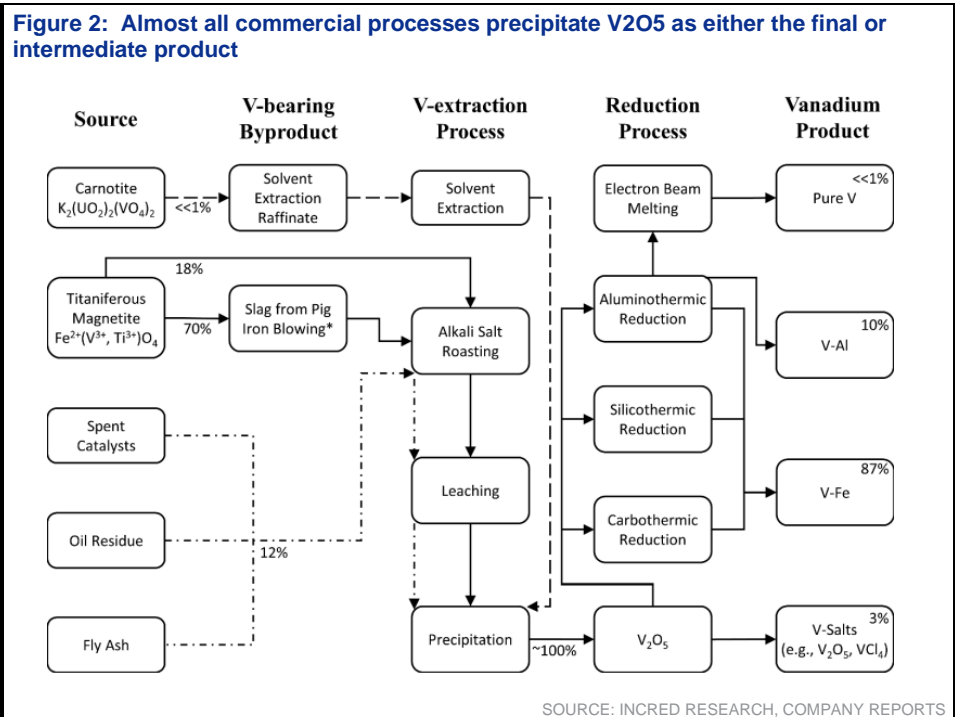 Figure 2:  Almost all commercial processes precipitate V2O5 as either the final or
intermediate product
Source
V-bearing
Byproduct
V-extraction
Process
Reduction
Process
Vanadium
Product
Carnotite
K₂(UO₂)₂(VO₄)₂
<<1%
Solvent
Extraction
Raffinate
Solvent
Extraction
Electron Beam
Melting
<<1%
Pure V
18%
Titaniferous
Magnetite
Fe²⁺(V³⁺, Ti³⁺)O₄
70%
Slag from Pig
Iron Blowing*
Alkali Salt
Roasting
Aluminothermic
Reduction
10%
V-Al
Spent
Catalysts
Silicothermic
Reduction
Leaching
87%
V-Fe
Oil Residue
12%
Carbothermic
Reduction
Fly Ash
Precipitation
~100%
V₂O₅
3%
V-Salts
(e.g., V₂O₅, VCl₄)
SOURCE: INCRED RESEARCH, COMPANY REPORTS